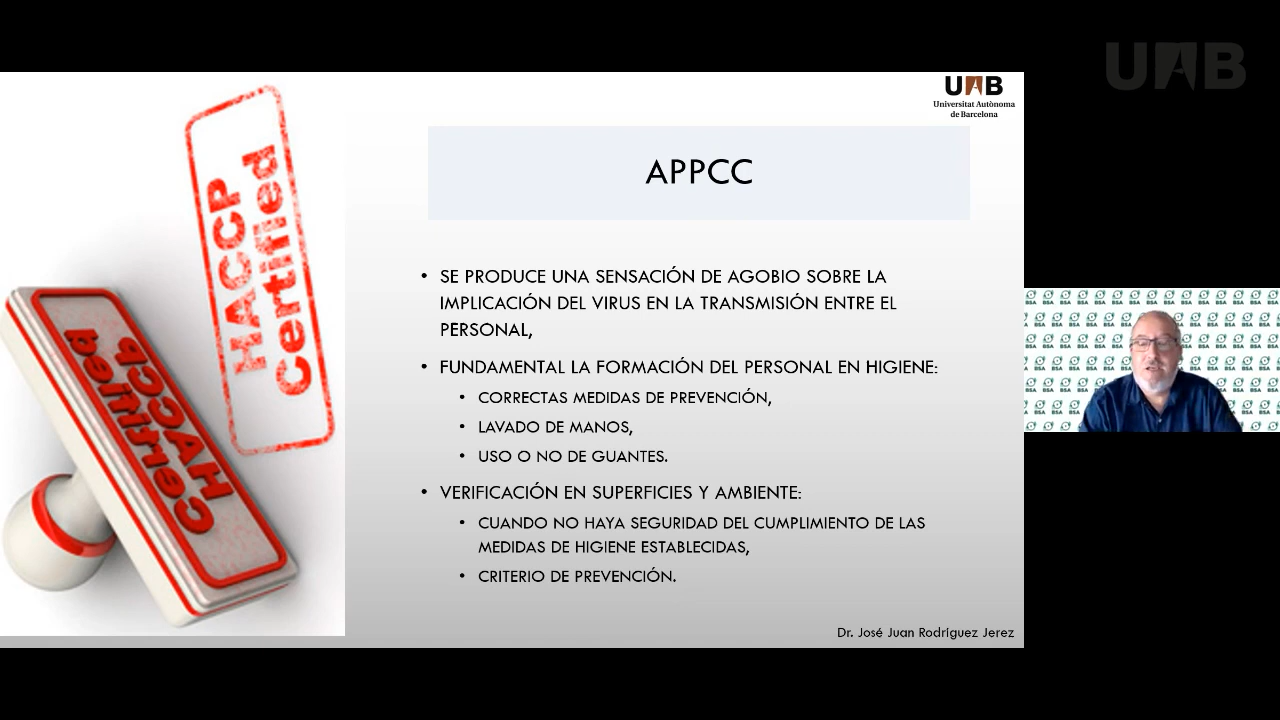 UAB
UAB
Universitat Autònoma
de Barcelona
HACCP
Certified
HACCP
Certified
APPCC
• SE PRODUCE UNA SENSACIÓN DE AGOBIO SOBRE LA
IMPLICACIÓN DEL VIRUS EN LA TRANSMISIÓN ENTRE EL
PERSONAL,
• FUNDAMENTAL LA FORMACIÓN DEL PERSONAL EN HIGIENE:
• CORRECTAS MEDIDAS DE PREVENCIÓN,
• LAVADO DE MANOS,
• USO O NO DE GUANTES.
• VERIFICACIÓN EN SUPERFICIES Y AMBIENTE:
• CUANDO NO HAYA SEGURIDAD DEL CUMPLIMIENTO DE LAS
MEDIDAS DE HIGIENE ESTABLECIDAS,
• CRITERIO DE PREVENCIÓN.
Dr. José Juan Rodríguez Jerez
BSA